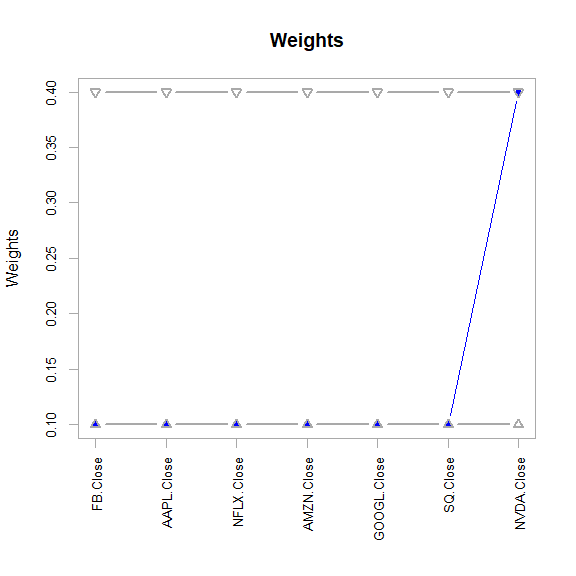 Weights
Weights
0.40
0.35
0.30
0.25
0.20
0.15
0.10
FB.Close
AAPL.Close
NFLX.Close
AMZN.Close
GOOGL.Close
SQ.Close
NVDA.Close